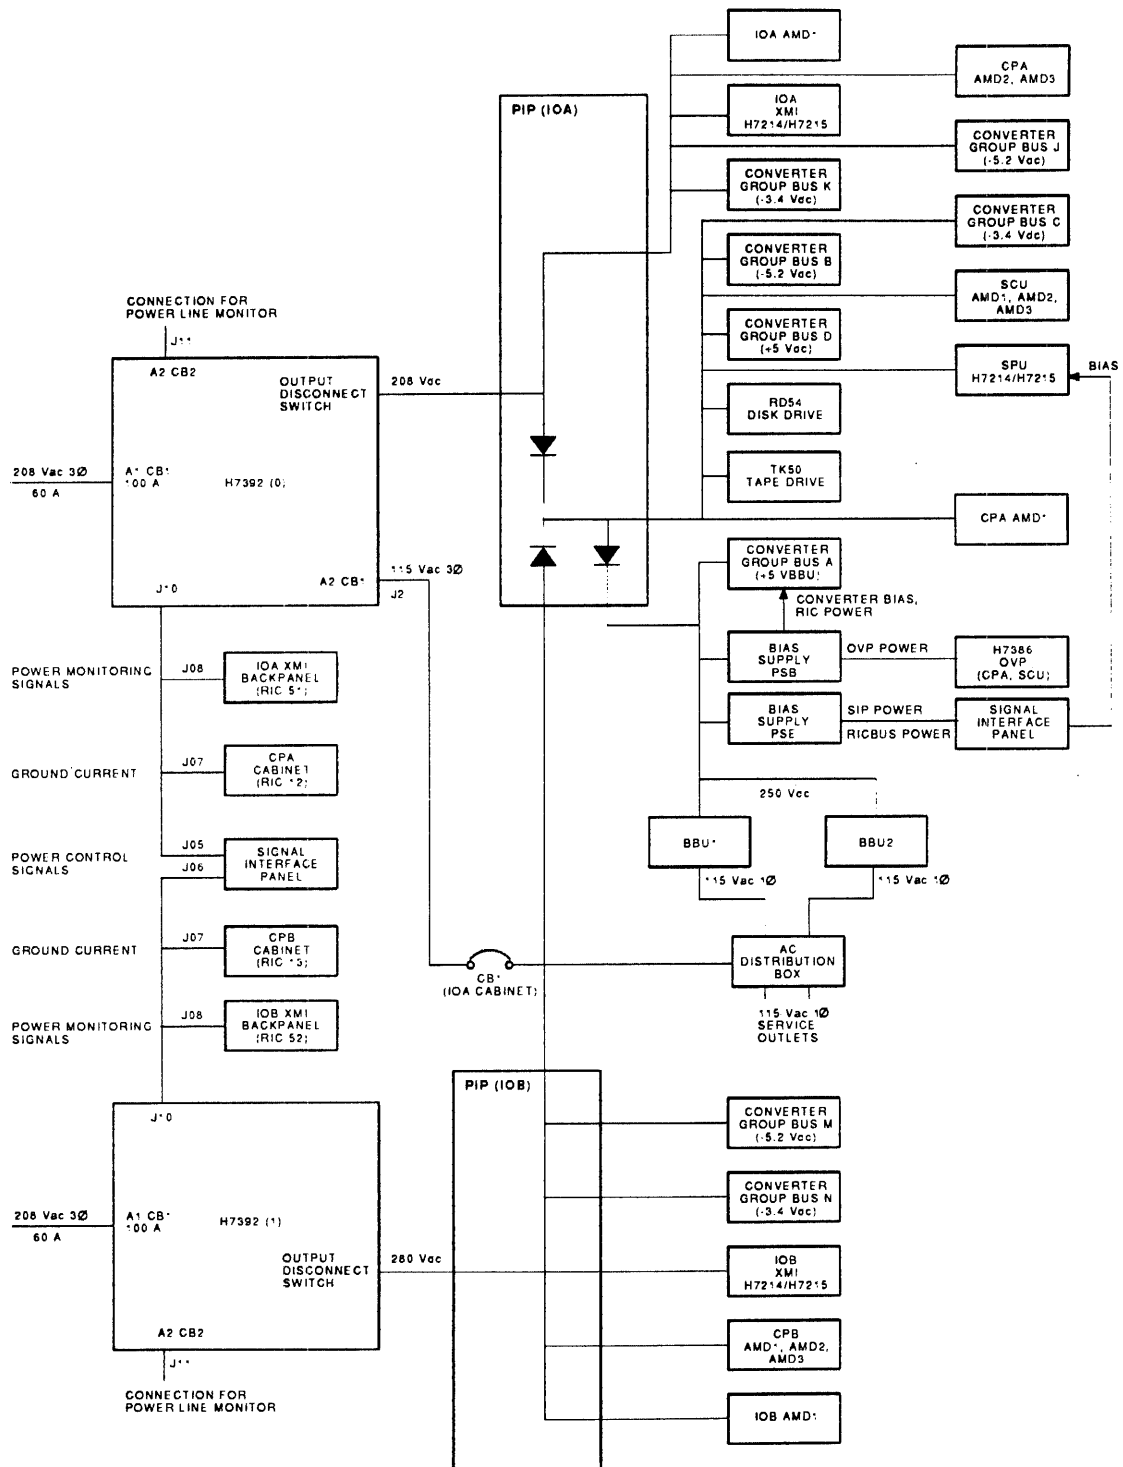 IOA AMD1
CPA
AMD2, AMD3
PIP (IOA)
IOA
XMI
H7214/H7215
CONVERTER
GROUP BUS J
(-5.2 Vdc)
CONVERTER
GROUP BUS K
(-3.4 Vdc)
CONVERTER
GROUP BUS C
(-3.4 Vdc)
CONVERTER
GROUP BUS B
(-5.2 Vdc)
SCU
AMD1, AMD2,
AMD3
CONNECTION FOR
POWER LINE MONITOR
J11
CONVERTER
GROUP BUS D
(+5 Vdc)
A2 CB2
OUTPUT
DISCONNECT
SWITCH
208 Vdc
SPU
H7214/H7215
BIAS
RD54
DISK DRIVE
208 Vac 3Ø
60 A
A1 CB1
100 A
H7392 (0)
TK50
TAPE DRIVE
CPA AMD1
115 Vac 3Ø
A2 CB1
J2
J10
CONVERTER
GROUP BUS A
(+5 VBBU)
CONVERTER BIAS,
RIC POWER
POWER MONITORING
SIGNALS
J08
IOA XMI
BACKPANEL
(RIC 51)
BIAS
SUPPLY
PSB
OVP POWER
H7386
OVP
(CPA, SCU)
BIAS
SUPPLY
PSE
SIP POWER
RICBUS POWER
SIGNAL
INTERFACE
PANEL
GROUND CURRENT
J07
CPA
CABINET
(RIC 12)
250 Vdc
POWER CONTROL
SIGNALS
J05
J06
SIGNAL
INTERFACE
PANEL
BBU1
BBU2
115 Vac 1Ø
115 Vac 1Ø
GROUND CURRENT
J07
CPB
CABINET
(RIC 13)
CB1
(IOA CABINET)
AC
DISTRIBUTION
BOX
POWER MONITORING
SIGNALS
J08
IOB XMI
BACKPANEL
(RIC 52)
115 Vac 1Ø
SERVICE
OUTLETS
PIP (IOB)
J10
CONVERTER
GROUP BUS M
(-5.2 Vdc)
CONVERTER
GROUP BUS N
(-3.4 Vdc)
208 Vac 3Ø
60 A
A1 CB1
100 A
H7392 (1)
OUTPUT
DISCONNECT
SWITCH
280 Vdc
IOB
XMI
H7214/H7215
A2 CB2
CPB
AMD1, AMD2,
AMD3
J11
CONNECTION FOR
POWER LINE MONITOR
IOB AMD1